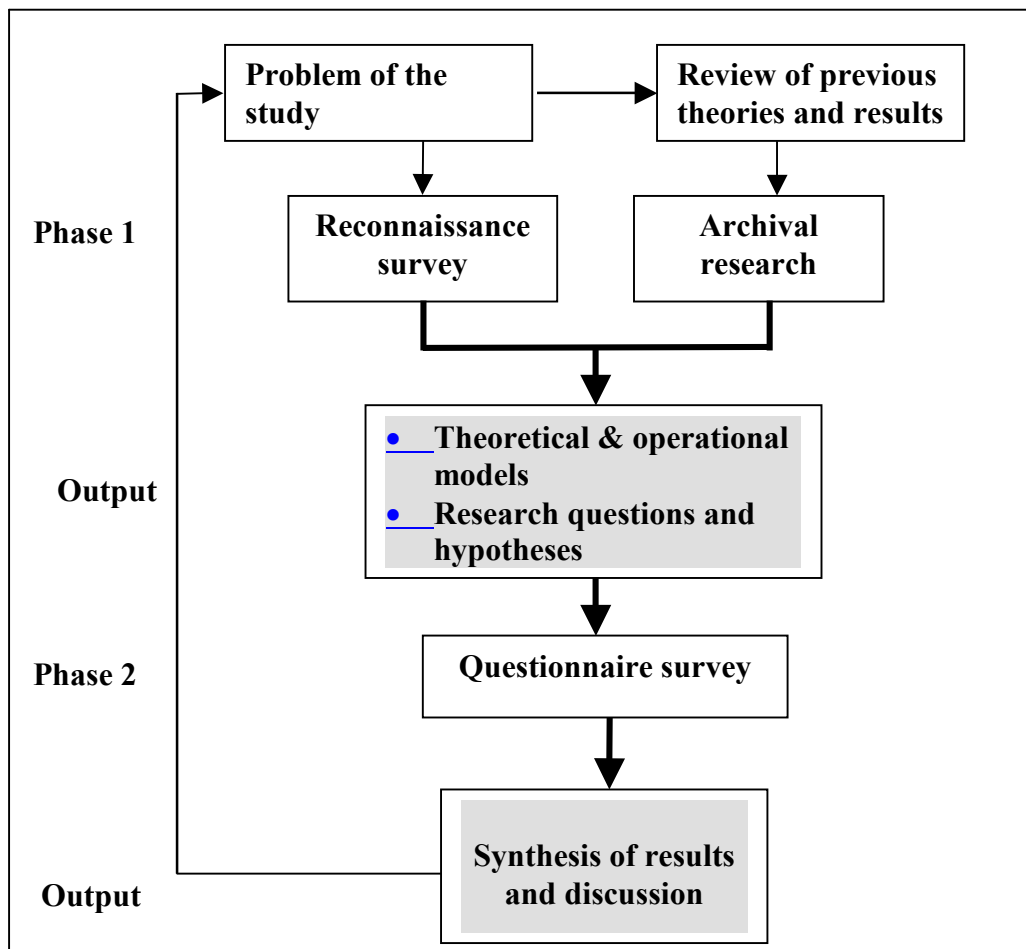 Problem of the
study
Review of previous
theories and results
Phase 1
Reconnaissance
survey
Archival
research
Output
• Theoretical & operational
models
• Research questions and
hypotheses
Phase 2
Questionnaire survey
Output
Synthesis of results
and discussion